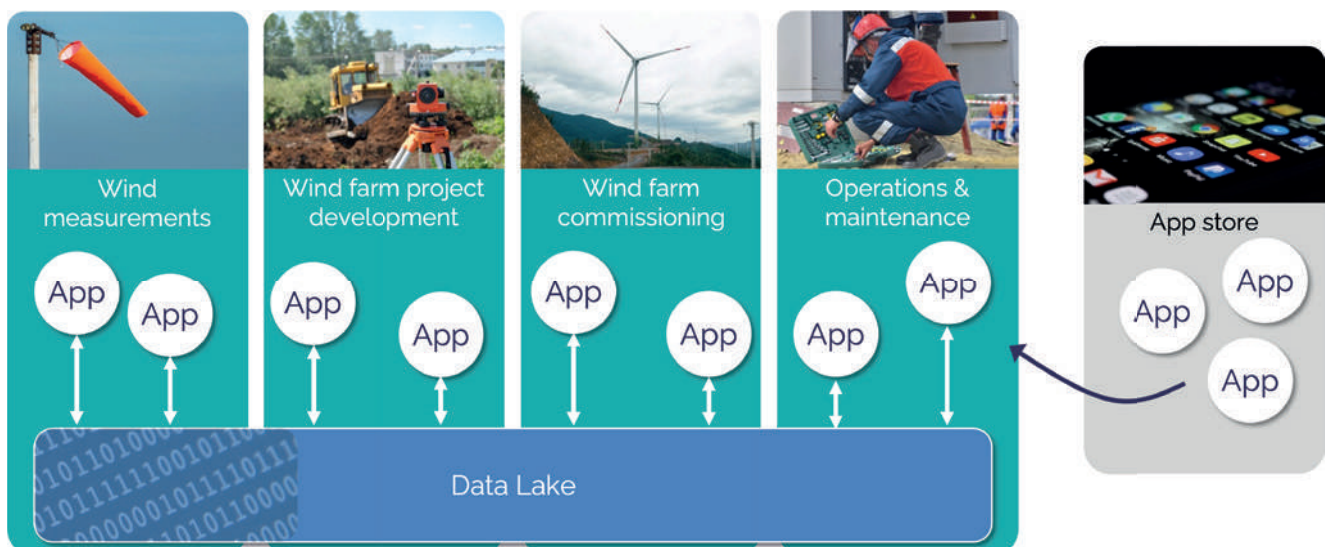 Wind
measurements
Wind farm project
development
Wind farm
commissioning
Operations &
maintenance
App store
App
App
App
App
App
App
App
App
App
App
App
Data Lake